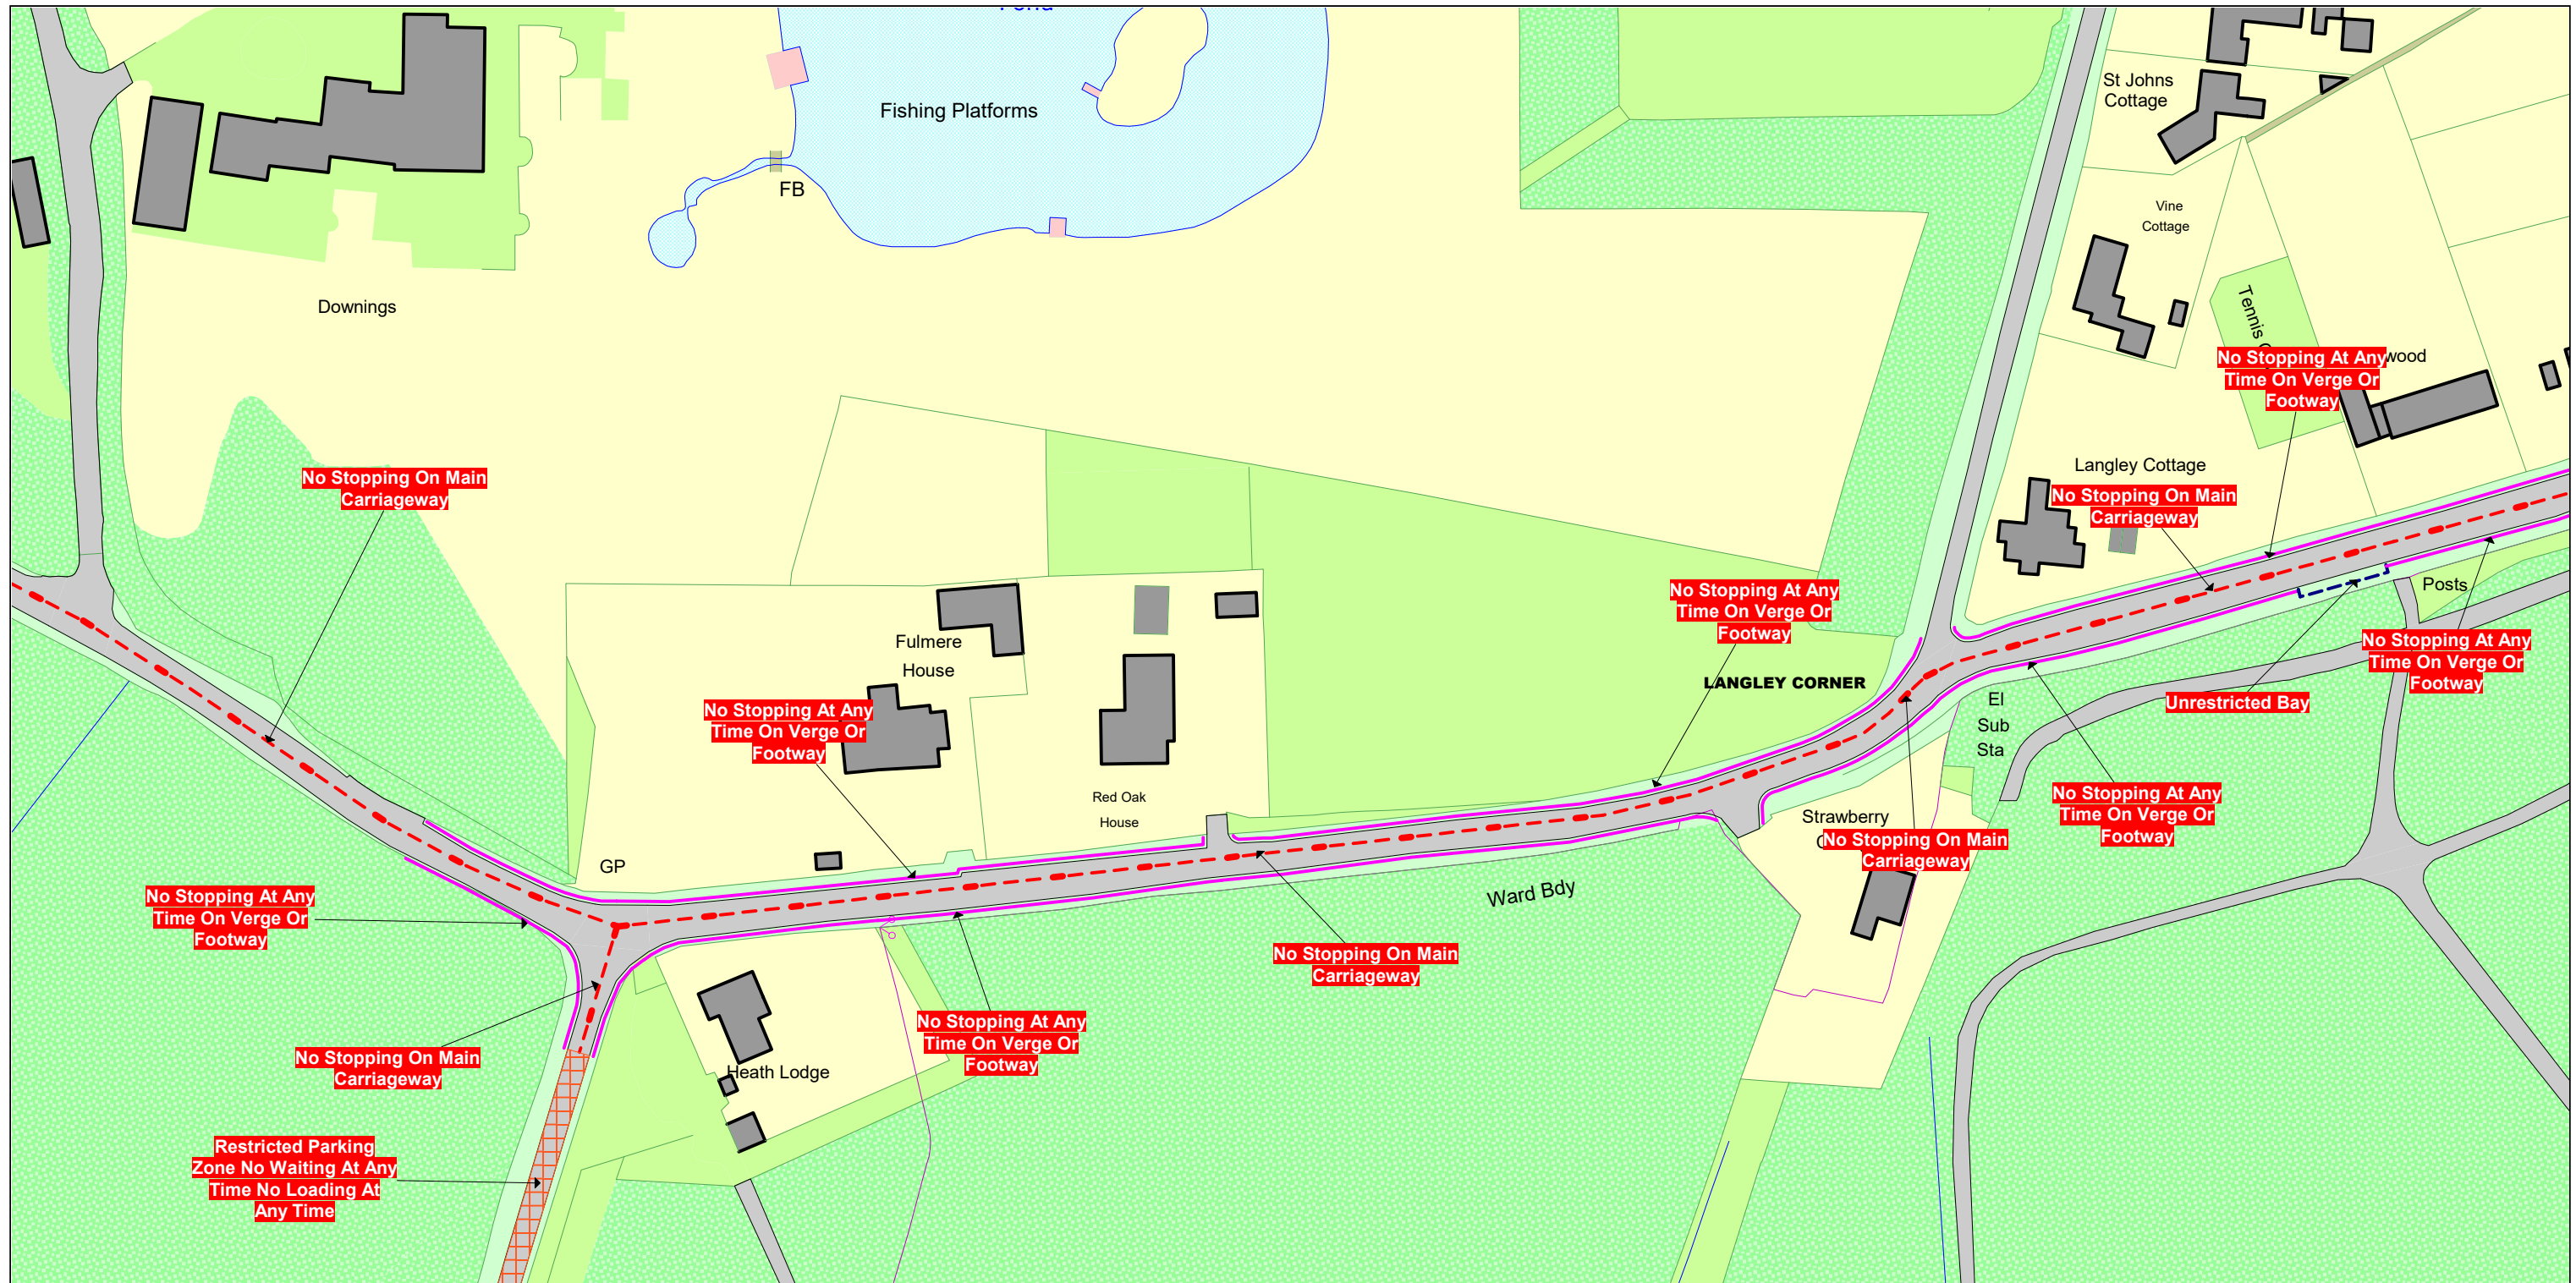 Fishing Platforms
FB
St Johns
Cottage
Vine
Cottage
Downings
Tennis
No Stopping At Any
Time On Verge Or
Footway
wood
Langley Cottage
No Stopping On Main
Carriageway
No Stopping On Main
Carriageway
Posts
No Stopping At Any
Time On Verge Or
Footway
No Stopping At Any
Time On Verge Or
Footway
Unrestricted Bay
LANGLEY CORNER
El
Sub
Sta
Fulmere
House
No Stopping At Any
Time On Verge Or
Footway
Red Oak
House
No Stopping At Any
Time On Verge Or
Footway
Strawberry
No Stopping On Main
Carriageway
GP
Ward Bdy
No Stopping At Any
Time On Verge Or
Footway
No Stopping On Main
Carriageway
No Stopping At Any
Time On Verge Or
Footway
No Stopping On Main
Carriageway
Heath Lodge
Restricted Parking
Zone No Waiting At Any
Time No Loading At
Any Time